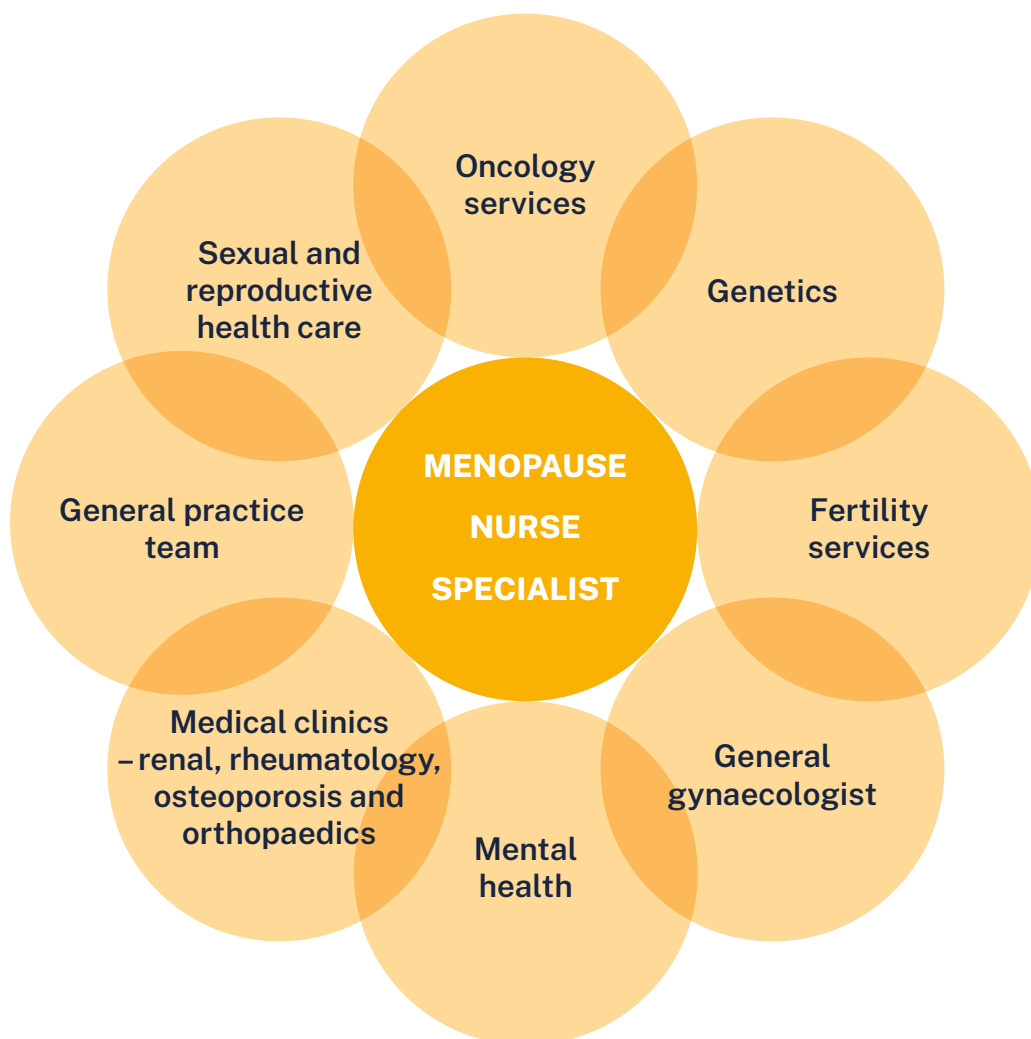 Oncology
services
Genetics
Fertility
services
General
gynaecologist
Mental
health
Medical clinics
– renal, rheumatology,
osteoporosis and
orthopaedics
General practice
team
Sexual and
reproductive
health care
MENOPAUSE
NURSE
SPECIALIST